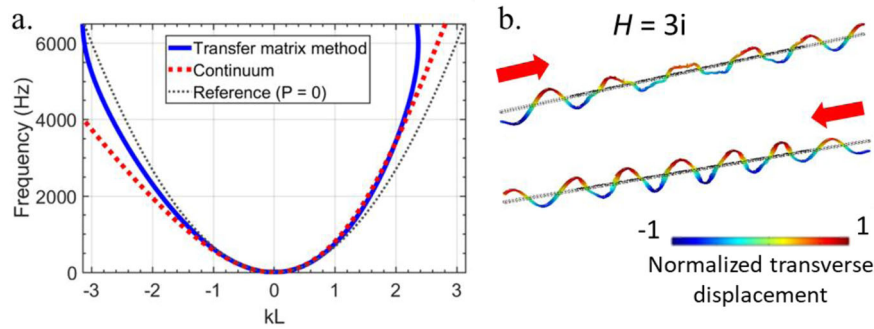 a.
6000
4000
2000
0
Frequency (Hz)
Transfer matrix method
Continuum
Reference (P = 0)
-3 -2 -1 0 1 2 3
kL
b.
H = 3i
-1 1
Normalized transverse
displacement